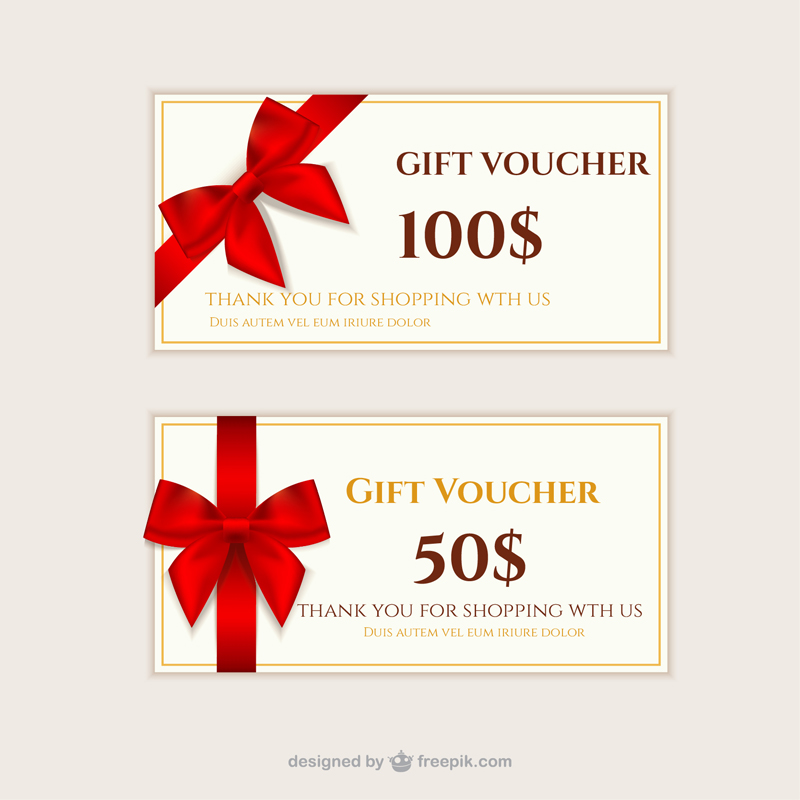 GIFT VOUCHER
100$
THANK YOU FOR SHOPPING WTH US
DUIS AUTEM VEL EUM IRIURE DOLOR
GIFT VOUCHER
50$
THANK YOU FOR SHOPPING WTH US
DUIS AUTEM VEL EUM IRIURE DOLOR
designed by freepik.com